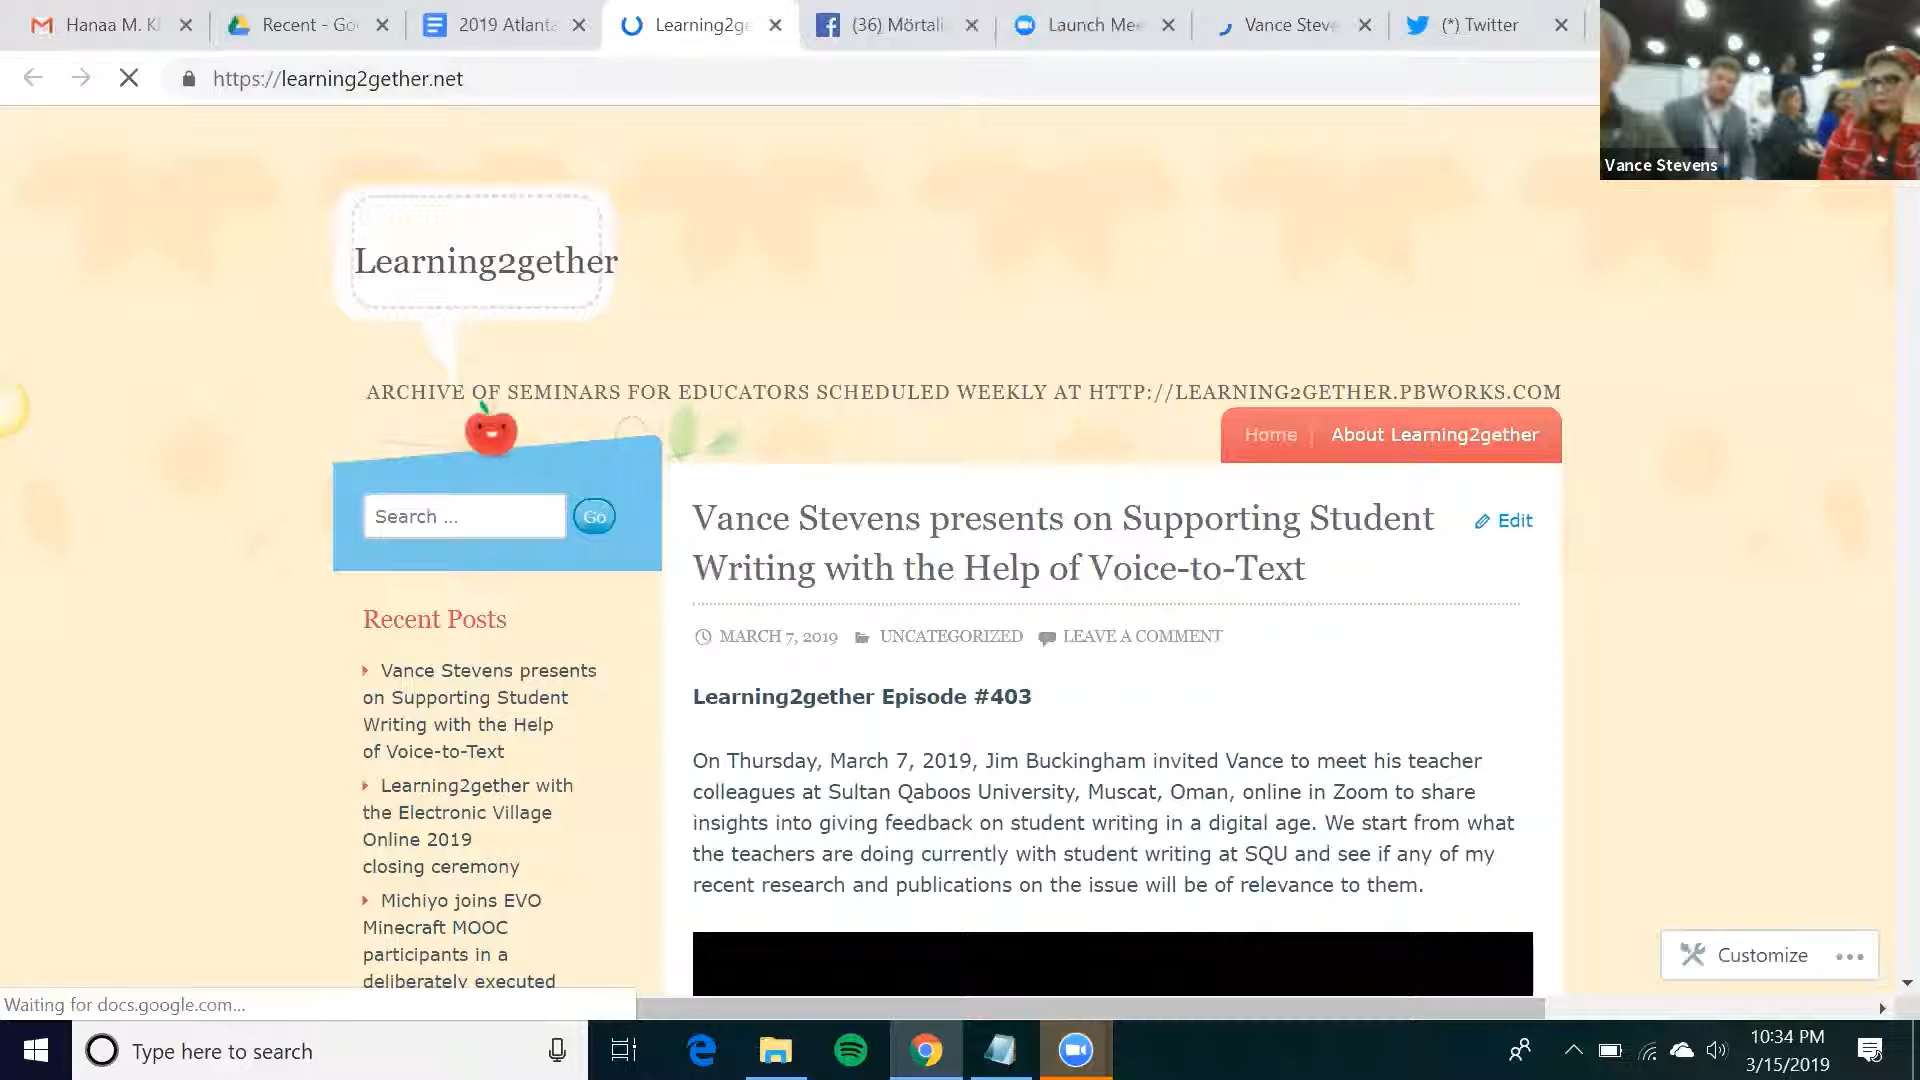 Hanaa M. K
Recent - Go
2019 Atlant
Learning2ge
(36) Mörtal
Launch Me
Vance Steve
(*) Twitter
https://learning2gether.net
Vance Stevens
Learning2gether
ARCHIVE OF SEMINARS FOR EDUCATORS SCHEDULED WEEKLY AT HTTP://LEARNING2GETHER.PBWORKS.COM
Home
About Learning2gether
Search ...
Go
Recent Posts
Vance Stevens presents
on Supporting Student
Writing with the Help
of Voice-to-Text
Learning2gether with
the Electronic Village
Online 2019
closing ceremony
Michiyo joins EVO
Minecraft MOOC
participants in a
deliberately executed
Vance Stevens presents on Supporting Student
Writing with the Help of Voice-to-Text
Edit
MARCH 7, 2019
UNCATEGORIZED
LEAVE A COMMENT
Learning2gether Episode #403
On Thursday, March 7, 2019, Jim Buckingham invited Vance to meet his teacher
colleagues at Sultan Qaboos University, Muscat, Oman, online in Zoom to share
insights into giving feedback on student writing in a digital age. We start from what
the teachers are doing currently with student writing at SQU and see if any of my
recent research and publications on the issue will be of relevance to them.
Customize
Waiting for docs.google.com...
Type here to search
10:34 PM
3/15/2019